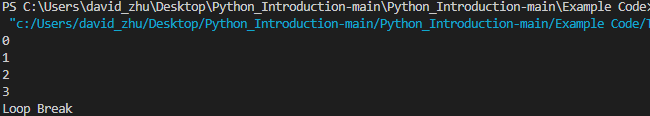 PS C:\Users\david_zhu\Desktop\Python_Introduction-main\Python_Introduction-main\Example Code>
"c:/Users/david_zhu/Desktop/Python_Introduction-main/Python_Introduction-main/Example Code/T
0
1
2
3
Loop Break